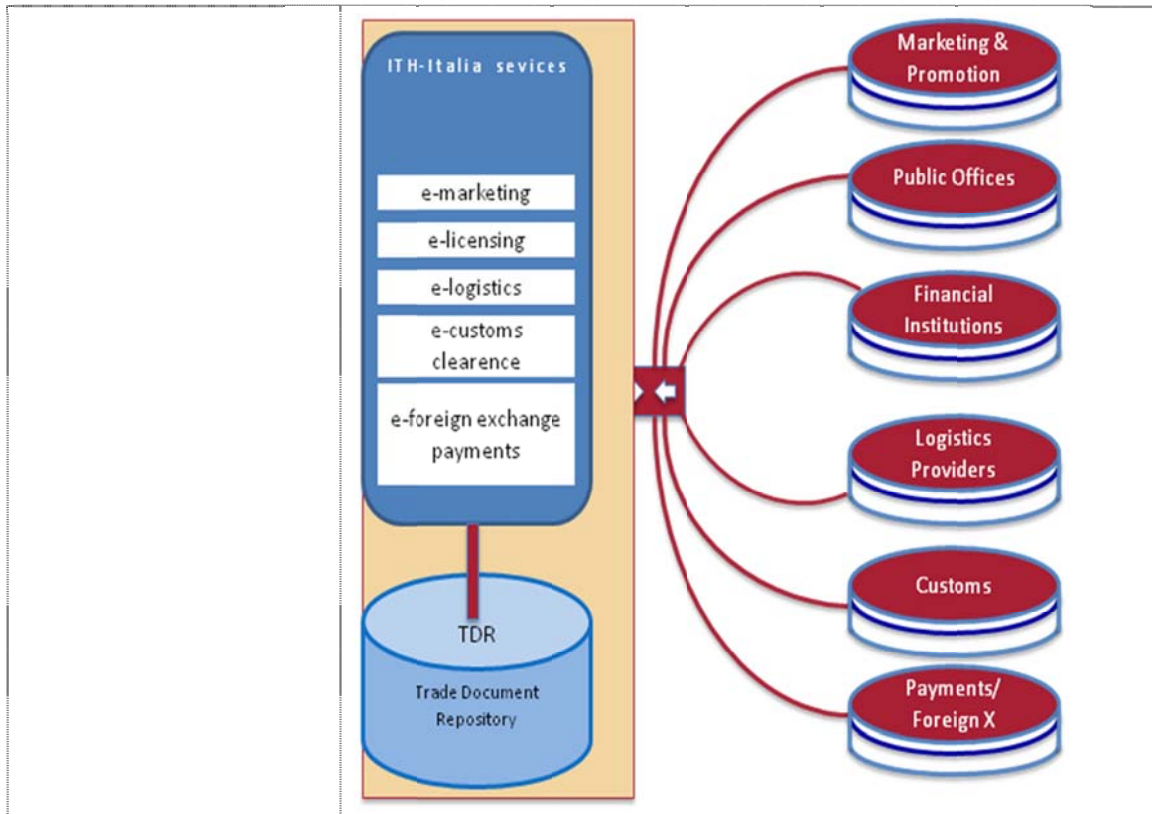 ITH-Italia sevices
e-marketing
e-licensing
e-logistics
e-customs
clearence
e-foreign exchange
payments
TDR
Trade Document
Repository
Marketing &
Promotion
Public Offices
Financial
Institutions
Logistics
Providers
Customs
Payments/
Foreign X